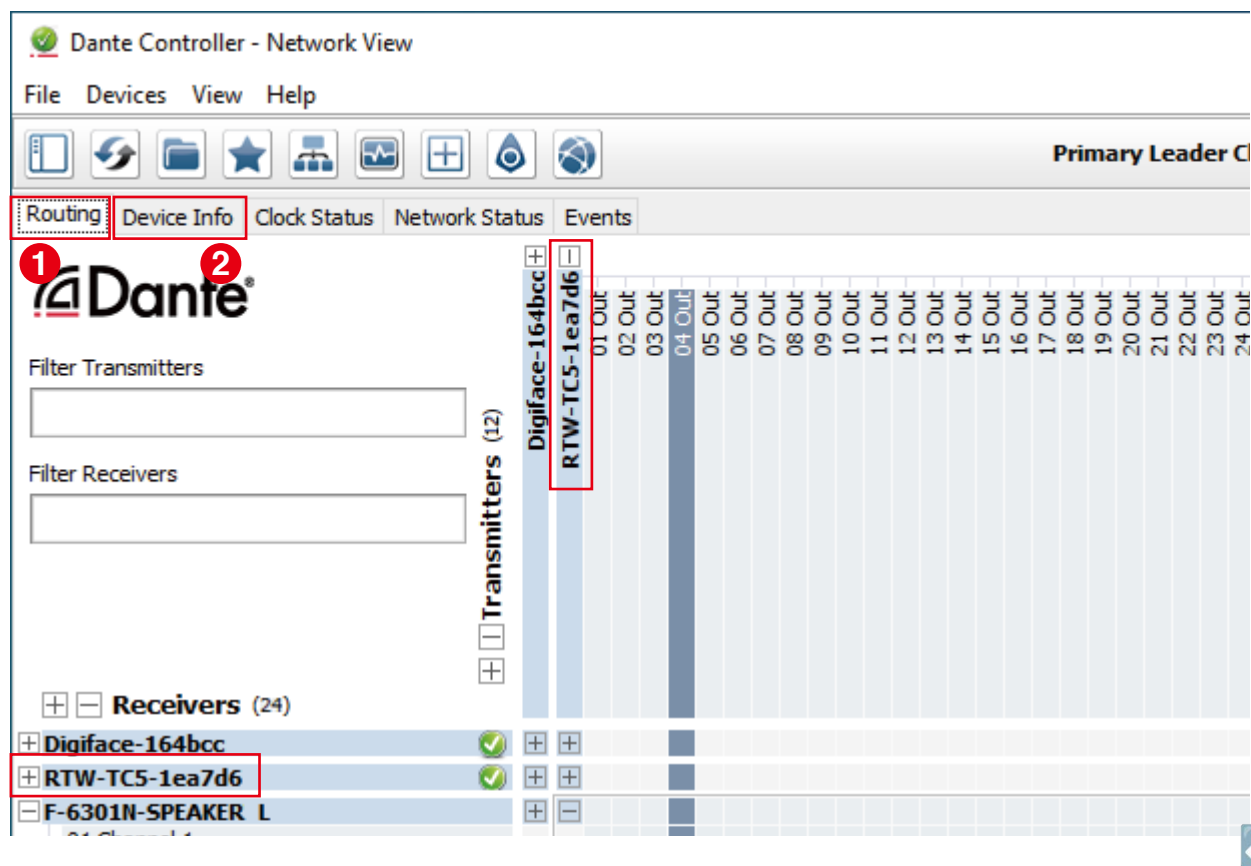 Dante Controller - Network View
File Devices View Help
Primary Leader Cl
Routing Device Info Clock Status Network Status Events
1 2
Dante®
Filter Transmitters
Filter Receivers
Transmitters (12)
Digiface-164bcc
RTW-TC5-1ea7d6
01 Out
02 Out
03 Out
04 Out
05 Out
06 Out
07 Out
08 Out
09 Out
10 Out
11 Out
12 Out
13 Out
14 Out
15 Out
16 Out
17 Out
18 Out
19 Out
20 Out
21 Out
22 Out
23 Out
24 Out
Receivers (24)
Digiface-164bcc
RTW-TC5-1ea7d6
F-6301N-SPEAKER L
01 Channel 1